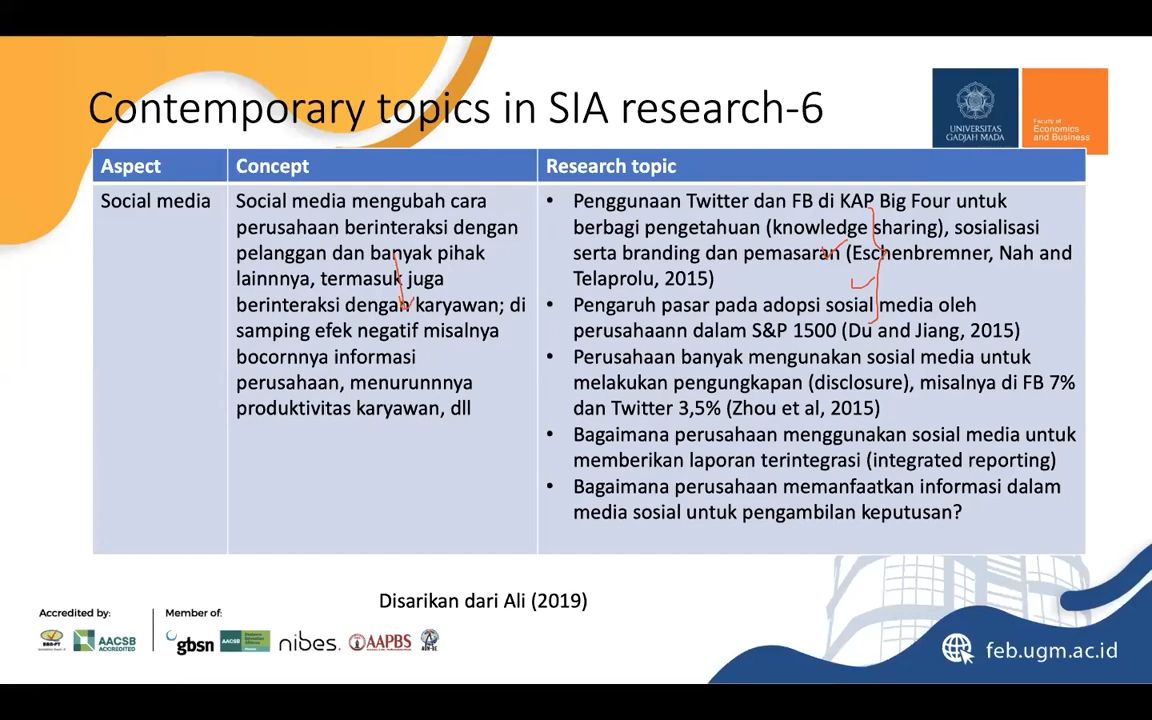 Contemporary topics in SIA research-6
UNIVERSITAS
GADJAH MADA
Faculty of
Economics
and Business
Aspect
Concept
Research topic
Social media
Social media mengubah cara
perusahaan berinteraksi dengan
pelanggan dan banyak pihak
lainnnya, termasuk juga
berinteraksi dengan karyawan; di
samping efek negatif misalnya
bocornnya informasi
perusahaan, menurunnnya
produktivitas karyawan, dll
• Penggunaan Twitter dan FB di KAP Big Four untuk
berbagi pengetahuan (knowledge sharing), sosialisasi
serta branding dan pemasaran (Eschenbremner, Nah and
Telaprolu, 2015)
• Pengaruh pasar pada adopsi sosial media oleh
perusahaann dalam S&P 1500 (Du and Jiang, 2015)
• Perusahaan banyak mengunakan sosial media untuk
melakukan pengungkapan (disclosure), misalnya di FB 7%
dan Twitter 3,5% (Zhou et al, 2015)
• Bagaimana perusahaan menggunakan sosial media untuk
memberikan laporan terintegrasi (integrated reporting)
• Bagaimana perusahaan memanfaatkan informasi dalam
media sosial untuk pengambilan keputusan?
Disarikan dari Ali (2019)
Accredited by:
AACSB
ACCREDITED
Member of:
gbsn
AACSB
nibes.
AAPBS
feb.ugm.ac.id